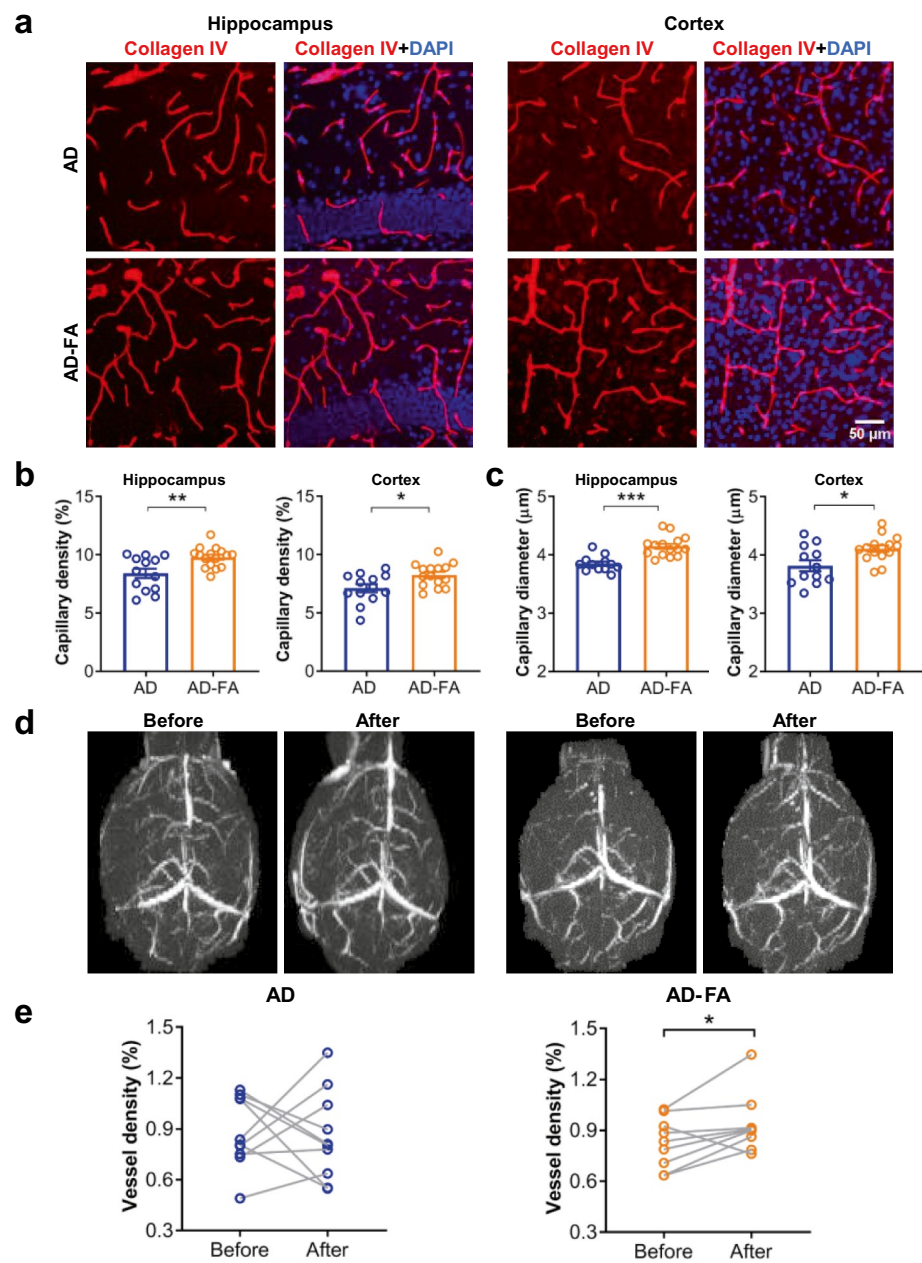 a
Hippocampus
Cortex
Collagen IV
Collagen IV+DAPI
Collagen IV
Collagen IV+DAPI
AD
AD-FA
50 µm
b
Hippocampus
Cortex
Capillary density (%)
15
10
5
0
**
AD
AD-FA
Capillary density (%)
15
10
5
0
*
AD
AD-FA
c
Hippocampus
Cortex
Capillary diameter (μm)
5
4
3
2
***
AD
AD-FA
Capillary diameter (μm)
5
4
3
2
*
AD
AD-FA
d
Before
After
Before
After
e
AD
AD-FA
Vessel density (%)
1.5
1.2
0.9
0.6
0.3
Before
After
Vessel density (%)
1.5
1.2
0.9
0.6
0.3
*
Before
After